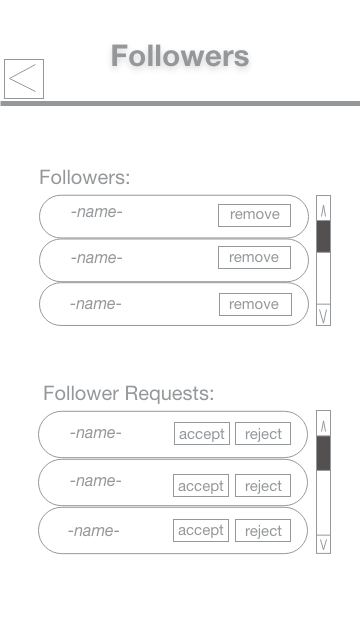 Followers
Followers:
-name- remove
-name- remove
-name- remove
Follower Requests:
-name- accept reject
-name- accept reject
-name- accept reject